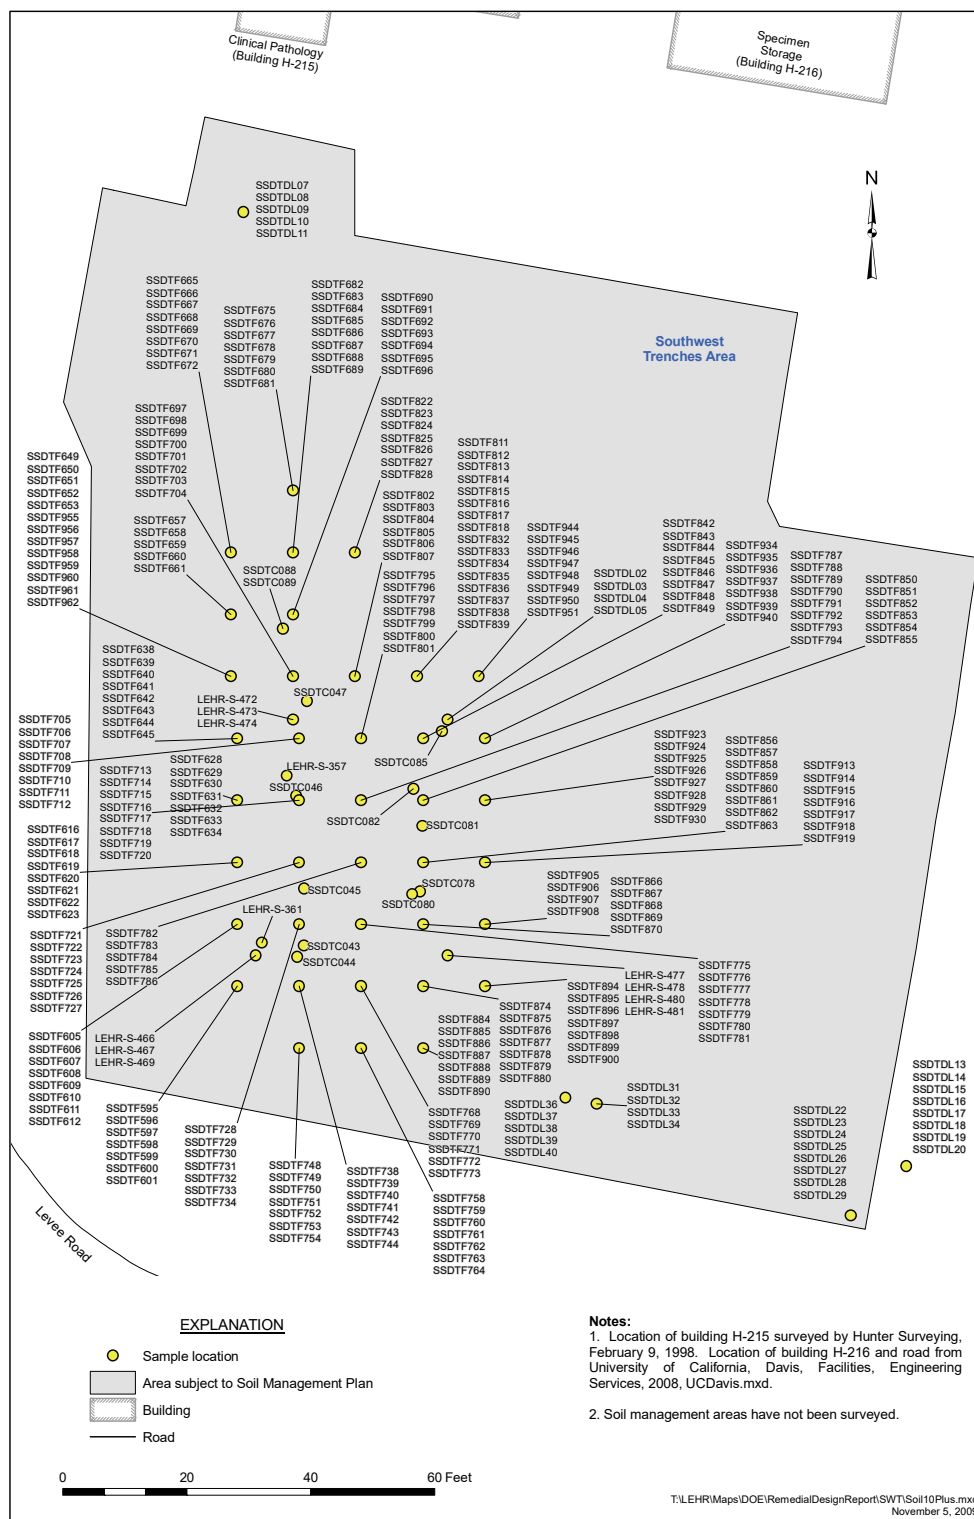 Clinical Pathology
(Building H-215)
Specimen
Storage
(Building H-216)
N
SSDTDL07
SSDTDL08
SSDTDL09
SSDTDL10
SSDTDL11
Southwest
Trenches Area
SSDTF665
SSDTF666
SSDTF667
SSDTF668
SSDTF669
SSDTF670
SSDTF671
SSDTF672
SSDTF675
SSDTF676
SSDTF677
SSDTF678
SSDTF679
SSDTF680
SSDTF681
SSDTF682
SSDTF683
SSDTF684
SSDTF685
SSDTF686
SSDTF687
SSDTF688
SSDTF689
SSDTF690
SSDTF691
SSDTF692
SSDTF693
SSDTF694
SSDTF695
SSDTF696
SSDTF697
SSDTF698
SSDTF699
SSDTF700
SSDTF701
SSDTF702
SSDTF703
SSDTF704
SSDTF822
SSDTF823
SSDTF824
SSDTF825
SSDTF826
SSDTF827
SSDTF828
SSDTF649
SSDTF650
SSDTF651
SSDTF652
SSDTF653
SSDTF955
SSDTF956
SSDTF957
SSDTF958
SSDTF959
SSDTF960
SSDTF961
SSDTF962
SSDTF657
SSDTF658
SSDTF659
SSDTF660
SSDTF661
SSDTC088
SSDTC089
SSDTF802
SSDTF803
SSDTF804
SSDTF805
SSDTF806
SSDTF807
SSDTF811
SSDTF812
SSDTF813
SSDTF814
SSDTF815
SSDTF816
SSDTF817
SSDTF818
SSDTF832
SSDTF833
SSDTF834
SSDTF835
SSDTF836
SSDTF837
SSDTF838
SSDTF839
SSDTF795
SSDTF796
SSDTF797
SSDTF798
SSDTF799
SSDTF800
SSDTF801
SSDTF944
SSDTF945
SSDTF946
SSDTF947
SSDTF948
SSDTF949
SSDTF950
SSDTF951
SSDTDL02
SSDTDL03
SSDTDL04
SSDTDL05
SSDTF842
SSDTF843
SSDTF844
SSDTF845
SSDTF846
SSDTF847
SSDTF848
SSDTF849
SSDTF934
SSDTF935
SSDTF936
SSDTF937
SSDTF938
SSDTF939
SSDTF940
SSDTF787
SSDTF788
SSDTF789
SSDTF790
SSDTF791
SSDTF792
SSDTF793
SSDTF794
SSDTF850
SSDTF851
SSDTF852
SSDTF853
SSDTF854
SSDTF855
SSDTF638
SSDTF639
SSDTF640
SSDTF641
SSDTF642
SSDTF643
SSDTF644
SSDTF645
SSDTC047
LEHR-S-472
LEHR-S-473
LEHR-S-474
SSDTF705
SSDTF706
SSDTF707
SSDTF708
SSDTF709
SSDTF710
SSDTF711
SSDTF712
SSDTF713
SSDTF714
SSDTF715
SSDTF716
SSDTF717
SSDTF718
SSDTF719
SSDTF720
SSDTF628
SSDTF629
SSDTF630
SSDTF631
SSDTF632
SSDTF633
SSDTF634
LEHR-S-357
SSDTC046
SSDTC085
SSDTC082
SSDTC081
SSDTF923
SSDTF924
SSDTF925
SSDTF926
SSDTF927
SSDTF928
SSDTF929
SSDTF930
SSDTF856
SSDTF857
SSDTF858
SSDTF859
SSDTF860
SSDTF861
SSDTF862
SSDTF863
SSDTF913
SSDTF914
SSDTF915
SSDTF916
SSDTF917
SSDTF918
SSDTF919
SSDTF616
SSDTF617
SSDTF618
SSDTF619
SSDTF620
SSDTF621
SSDTF622
SSDTF623
SSDTC045
SSDTC078
SSDTC080
SSDTF905
SSDTF906
SSDTF907
SSDTF908
SSDTF866
SSDTF867
SSDTF868
SSDTF869
SSDTF870
LEHR-S-361
SSDTF721
SSDTF722
SSDTF723
SSDTF724
SSDTF725
SSDTF726
SSDTF727
SSDTF782
SSDTF783
SSDTF784
SSDTF785
SSDTF786
SSDTC043
SSDTC044
LEHR-S-477
LEHR-S-478
LEHR-S-480
LEHR-S-481
SSDTF775
SSDTF776
SSDTF777
SSDTF778
SSDTF779
SSDTF780
SSDTF781
SSDTF894
SSDTF895
SSDTF896
SSDTF897
SSDTF898
SSDTF899
SSDTF900
SSDTF874
SSDTF875
SSDTF876
SSDTF877
SSDTF878
SSDTF879
SSDTF880
SSDTF884
SSDTF885
SSDTF886
SSDTF887
SSDTF888
SSDTF889
SSDTF890
SSDTF605
SSDTF606
SSDTF607
SSDTF608
SSDTF609
SSDTF610
SSDTF611
SSDTF612
LEHR-S-466
LEHR-S-467
LEHR-S-469
SSDTF595
SSDTF596
SSDTF597
SSDTF598
SSDTF599
SSDTF600
SSDTF601
SSDTF728
SSDTF729
SSDTF730
SSDTF731
SSDTF732
SSDTF733
SSDTF734
SSDTF748
SSDTF749
SSDTF750
SSDTF751
SSDTF752
SSDTF753
SSDTF754
SSDTF738
SSDTF739
SSDTF740
SSDTF741
SSDTF742
SSDTF743
SSDTF744
SSDTF768
SSDTF769
SSDTF770
SSDTF771
SSDTF772
SSDTF773
SSDTF758
SSDTF759
SSDTF760
SSDTF761
SSDTF762
SSDTF763
SSDTF764
SSDTDL36
SSDTDL37
SSDTDL38
SSDTDL39
SSDTDL40
SSDTDL31
SSDTDL32
SSDTDL33
SSDTDL34
SSDTDL22
SSDTDL23
SSDTDL24
SSDTDL25
SSDTDL26
SSDTDL27
SSDTDL28
SSDTDL29
SSDTDL13
SSDTDL14
SSDTDL15
SSDTDL16
SSDTDL17
SSDTDL18
SSDTDL19
SSDTDL20
Levee Road
EXPLANATION
Sample location
Area subject to Soil Management Plan
Building
Road
0 20 40 60 Feet
Notes:
1. Location of building H-215 surveyed by Hunter Surveying,
February 9, 1998. Location of building H-216 and road from
University of California, Davis, Facilities, Engineering
Services, 2008, UCDavis.mxd.
2. Soil management areas have not been surveyed.
T:\LEHR\Maps\DOE\RemedialDesignReport\SWT\Soil10Plus.mxd
November 5, 2009